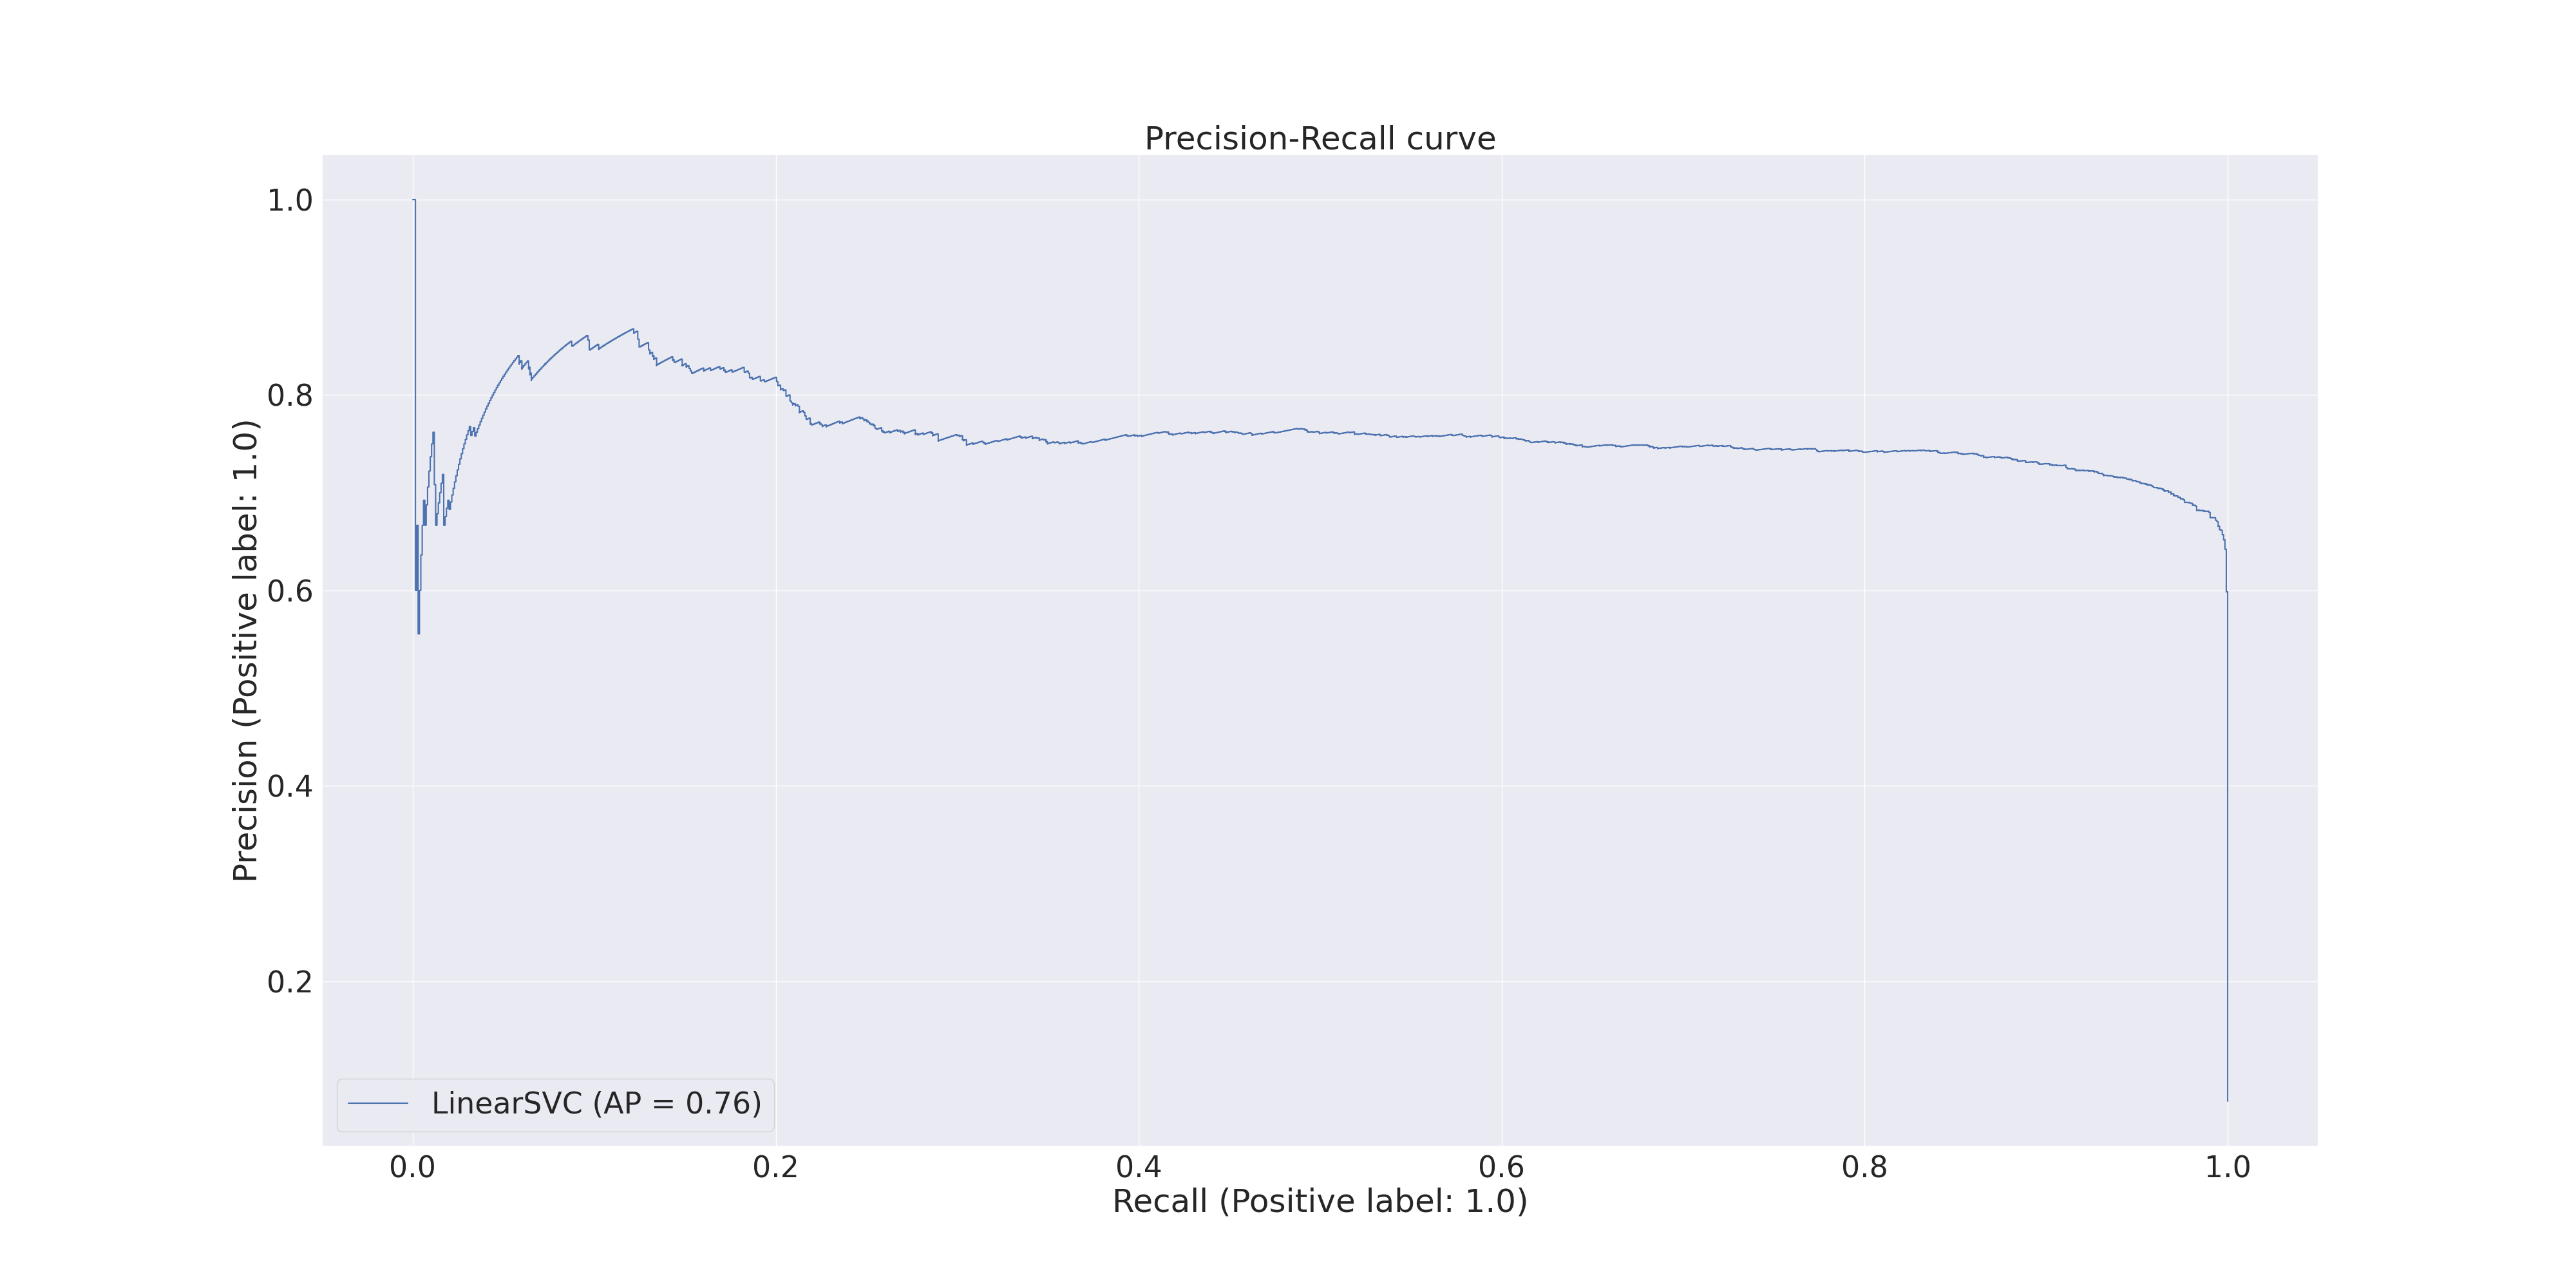 Precision-Recall curve
1.0
0.8
0.6
0.4
0.2
Precision (Positive label: 1.0)
LinearSVC (AP = 0.76)
0.0 0.2 0.4 0.6 0.8 1.0
Recall (Positive label: 1.0)